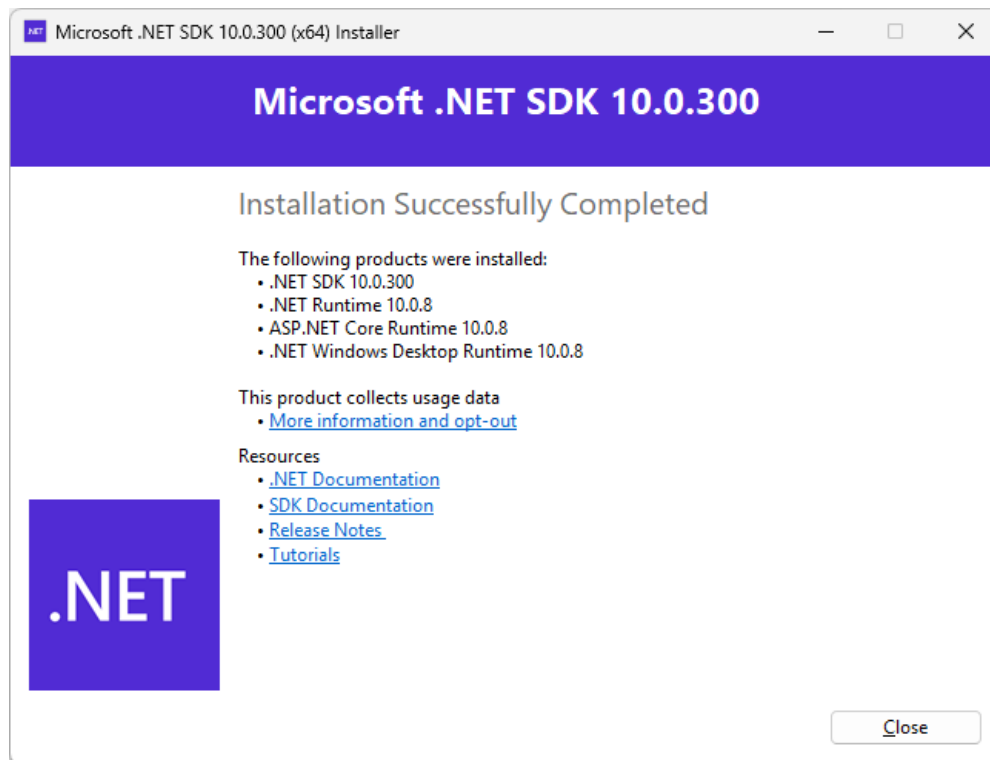 .NET Microsoft .NET SDK 10.0.300 (x64) Installer
Microsoft .NET SDK 10.0.300
Installation Successfully Completed
The following products were installed:
• .NET SDK 10.0.300
• .NET Runtime 10.0.8
• ASP.NET Core Runtime 10.0.8
• .NET Windows Desktop Runtime 10.0.8
This product collects usage data
• More information and opt-out
Resources
• .NET Documentation
• SDK Documentation
• Release Notes
• Tutorials
.NET
Close